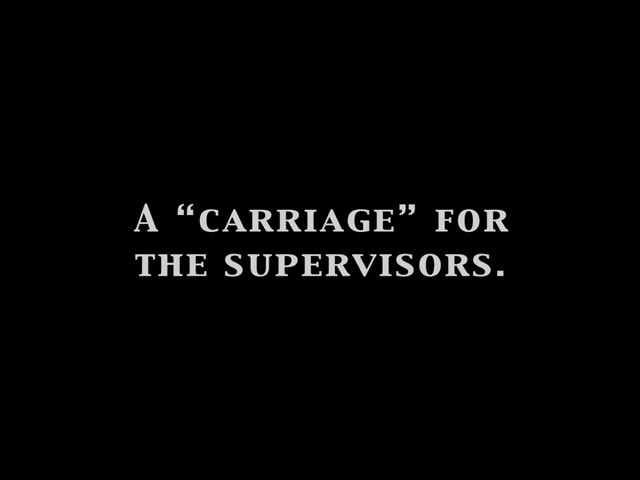 A “CARRIAGE” FOR
THE SUPERVISORS.